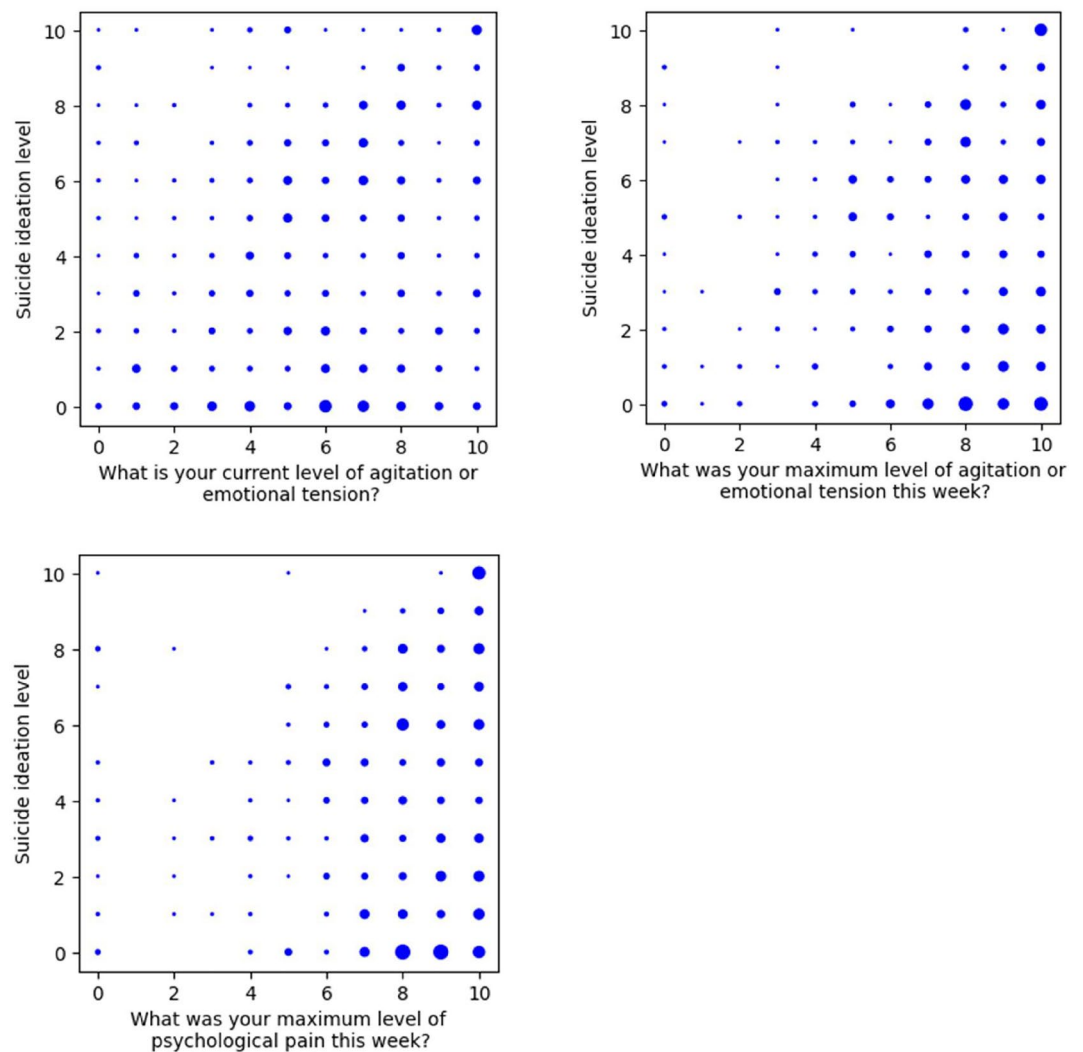 10
8
6
4
2
0
Suicide ideation level
0 2 4 6 8 10
What is your current level of agitation or
emotional tension?
10
8
6
4
2
0
Suicide ideation level
0 2 4 6 8 10
What was your maximum level of agitation or
emotional tension this week?
10
8
6
4
2
0
Suicide ideation level
0 2 4 6 8 10
What was your maximum level of
psychological pain this week?